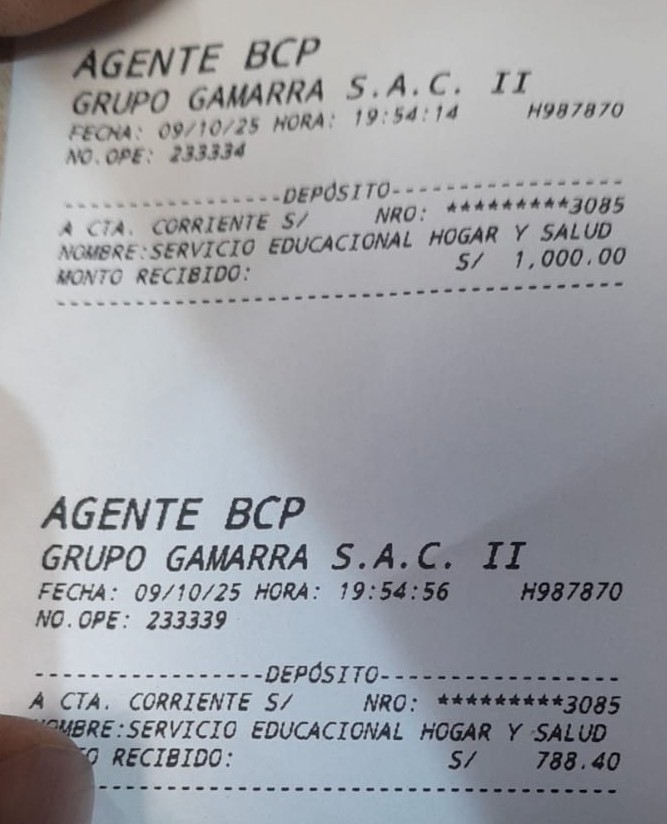 AGENTE BCP
GRUPO GAMARRA S.A.C. II
FECHA: 09/10/25 HORA: 19:54:14 H987870
NO.OPE: 233334
-----------------DEPÓSITO------------------
A CTA. CORRIENTE S/ NRO: *********3085
NOMBRE:SERVICIO EDUCACIONAL HOGAR Y SALUD
MONTO RECIBIDO: S/ 1,000.00
-------------------------------------------
AGENTE BCP
GRUPO GAMARRA S.A.C. II
FECHA: 09/10/25 HORA: 19:54:56 H987870
NO.OPE: 233339
-----------------DEPÓSITO------------------
A CTA. CORRIENTE S/ NRO: *********3085
NOMBRE:SERVICIO EDUCACIONAL HOGAR Y SALUD
RECIBIDO: S/ 788.40
-------------------------------------------